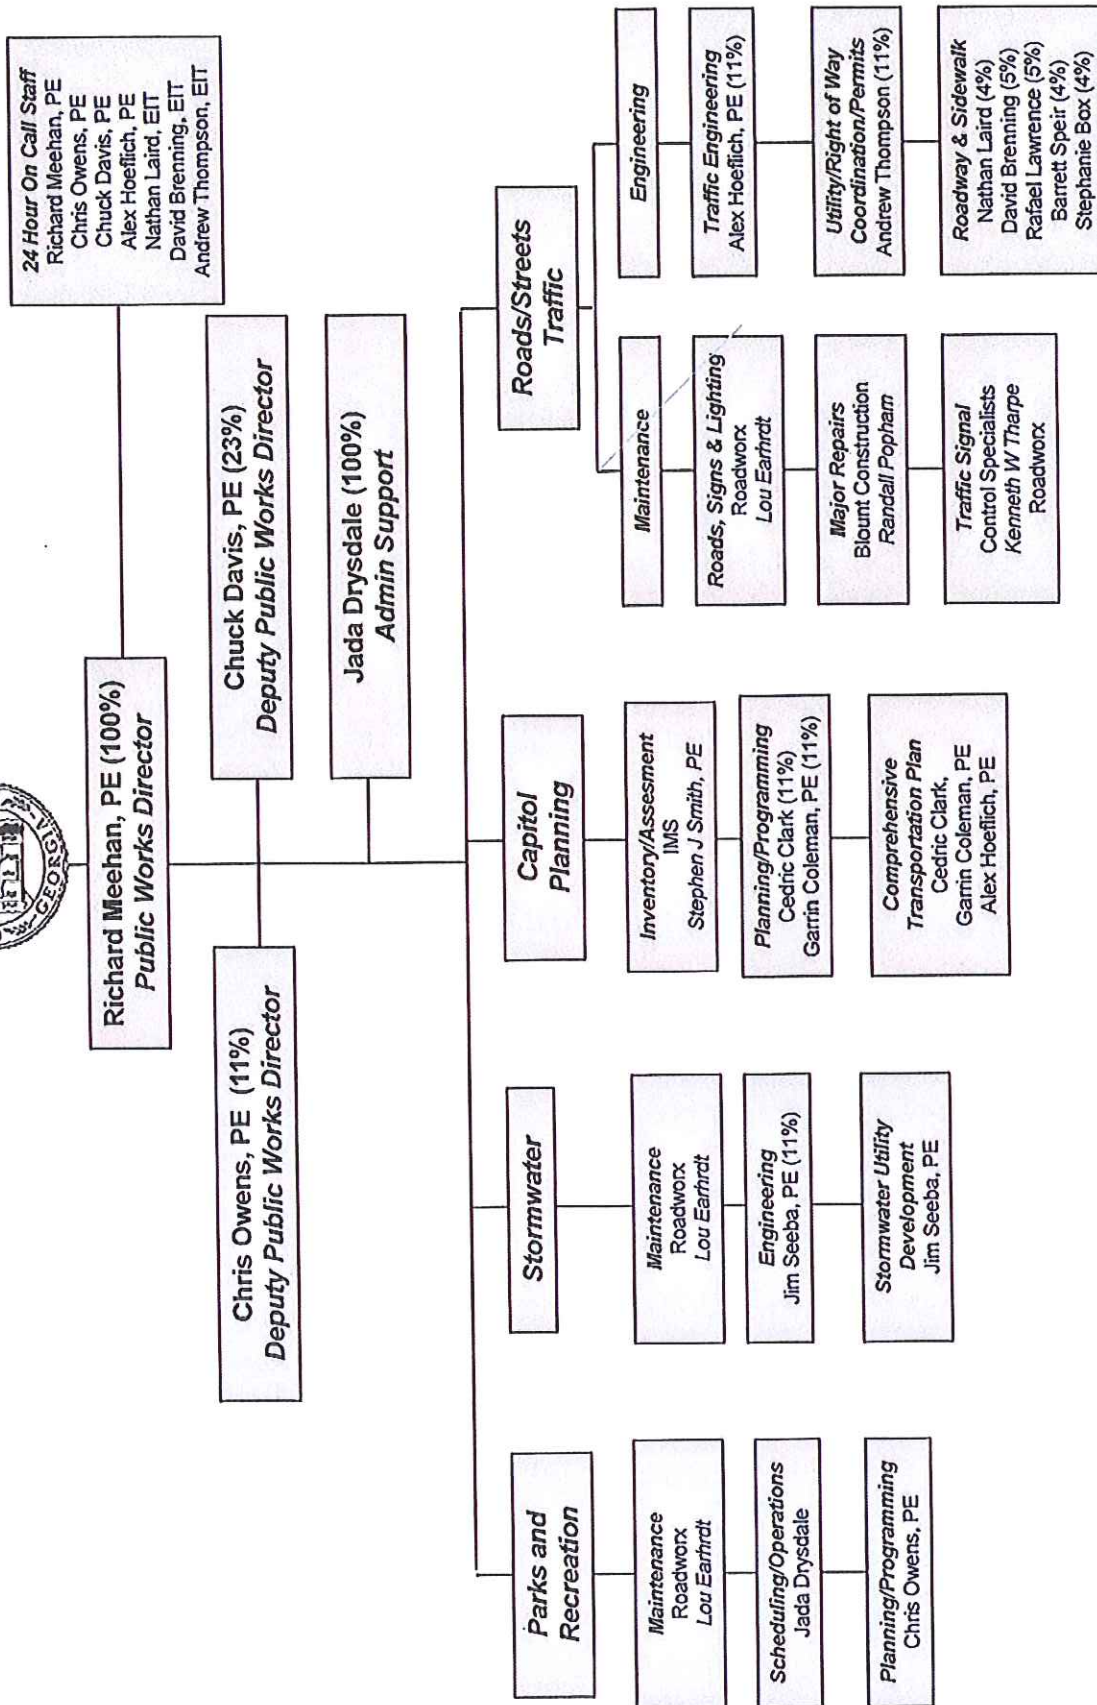 GEORGIA
24 Hour On Call Staff
Richard Meehan, PE
Chris Owens, PE
Chuck Davis, PE
Alex Hoeflich, PE
Nathan Laird, EIT
David Brenning, EIT
Andrew Thompson, EIT
Richard Meehan, PE (100%)
Public Works Director
Chris Owens, PE (11%)
Deputy Public Works Director
Chuck Davis, PE (23%)
Deputy Public Works Director
Jada Drysdale (100%)
Admin Support
Parks and
Recreation
Maintenance
Roadworx
Lou Earhrdt
Scheduling/Operations
Jada Drysdale
Planning/Programming
Chris Owens, PE
Stormwater
Maintenance
Roadworx
Lou Earhrdt
Engineering
Jim Seeba, PE (11%)
Stormwater Utility
Development
Jim Seeba, PE
Capitol
Planning
Inventory/Assesment
IMS
Stephen J Smith, PE
Planning/Programming
Cedric Clark (11%)
Garrin Coleman, PE (11%)
Comprehensive
Transportation Plan
Cedric Clark,
Garrin Coleman, PE
Alex Hoeflich, PE
Roads/Streets
Traffic
Maintenance
Roads, Signs & Lighting
Roadworx
Lou Earhrdt
Major Repairs
Blount Construction
Randall Popham
Traffic Signal
Control Specialists
Kenneth W Tharpe
Roadworx
Engineering
Traffic Engineering
Alex Hoeflich, PE (11%)
Utility/Right of Way
Coordination/Permits
Andrew Thompson (11%)
Roadway & Sidewalk
Nathan Laird (4%)
David Brenning (5%)
Rafael Lawrence (5%)
Barrett Speir (4%)
Stephanie Box (4%)